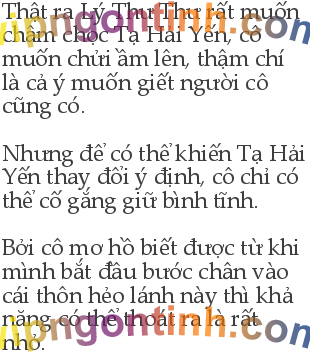 Thật ra Lý Thư Thư rất muốn
châm chọc Tạ Hải Yến, cô
muốn chửi ầm lên, thậm chí
là cả ý muốn giết người cô
cũng có.

Nhưng để có thể khiến Tạ Hải
Yến thay đổi ý định, cô chỉ có
thể cố gắng giữ bình tĩnh.

Bởi cô mơ hồ biết được từ khi
mình bắt đầu bước chân vào
cái thôn hẻo lánh này thì khả
năng có thể thoát ra là rất
nhỏ.